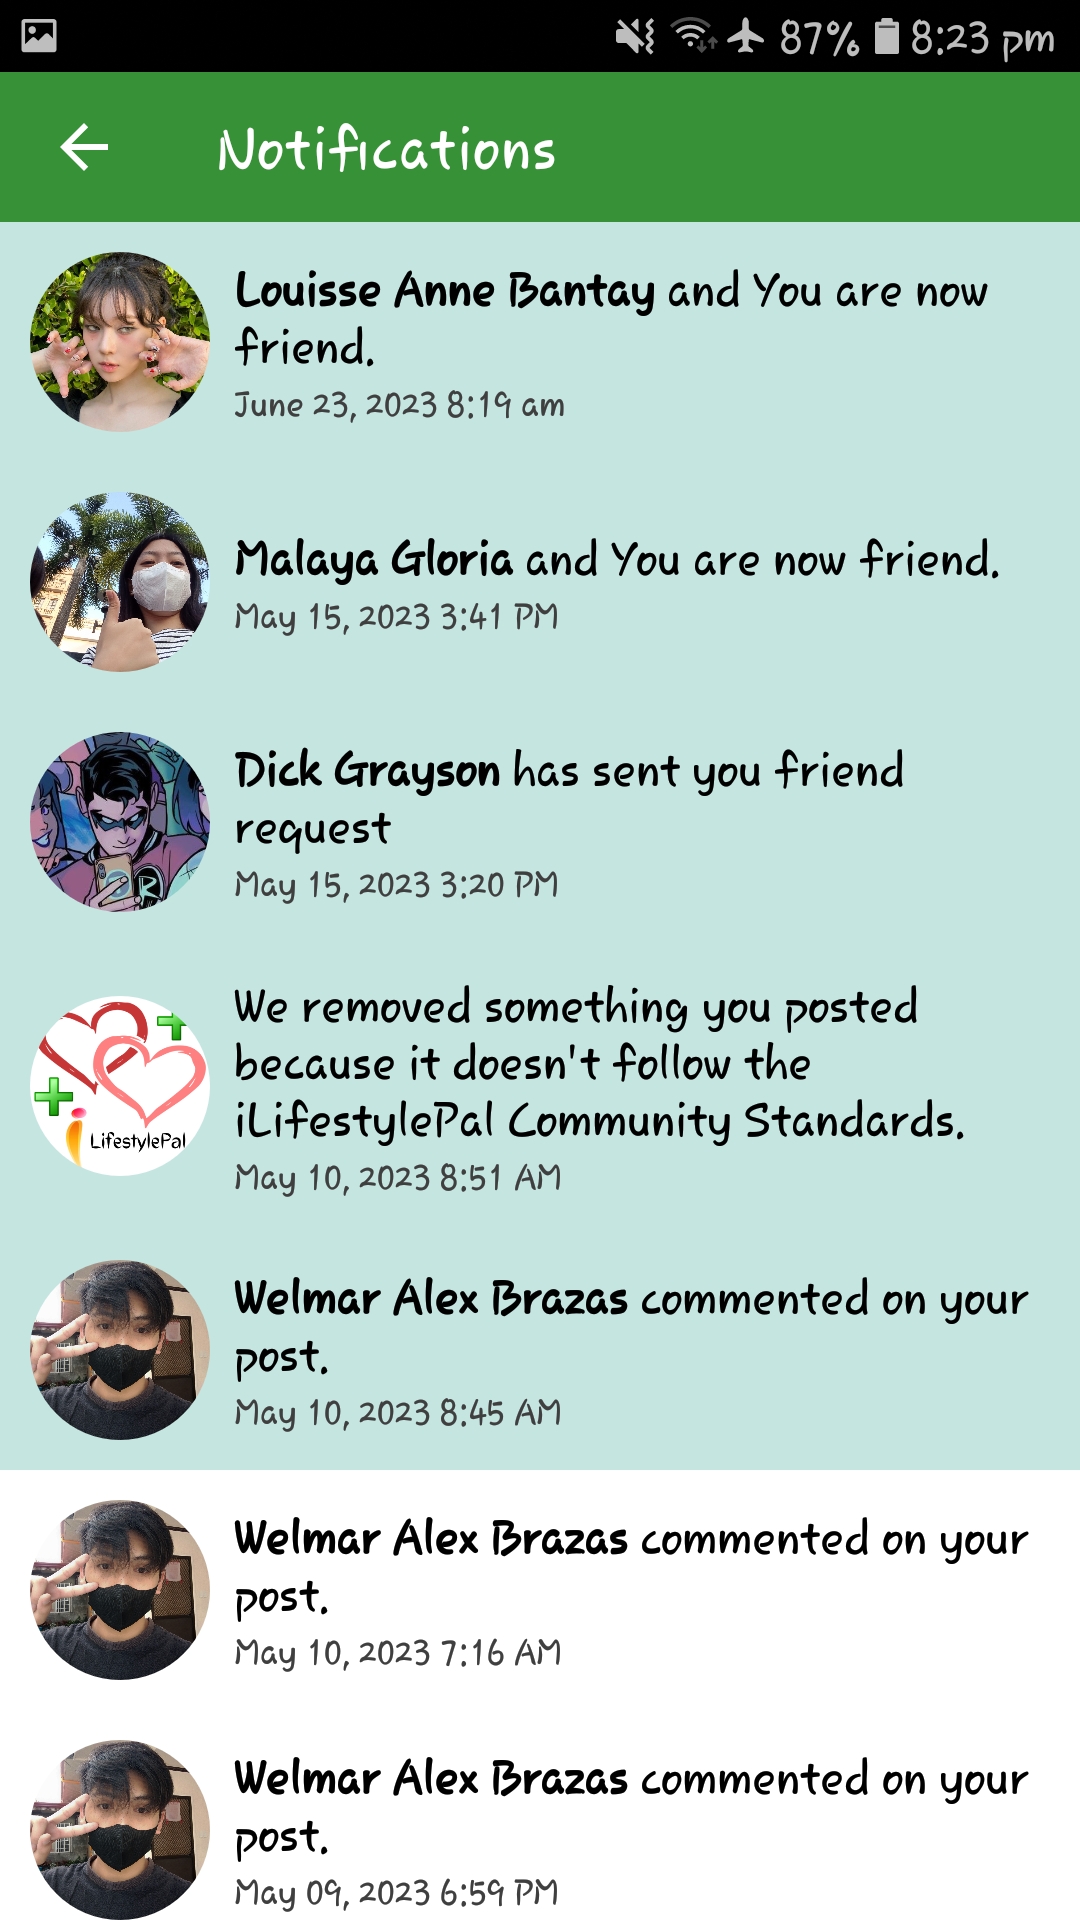 87% 8:23 pm
Notifications
Louisse Anne Bantay and You are now
friend.
June 23, 2023 8:19 am
Malaya Gloria and You are now friend.
May 15, 2023 3:41 PM
Dick Grayson has sent you friend
request
May 15, 2023 3:20 PM
R
We removed something you posted
because it doesn't follow the
iLifestylePal Community Standards.
LifestylePal
May 10, 2023 8:51 AM
Welmar Alex Brazas commented on your
post.
May 10, 2023 8:45 AM
Welmar Alex Brazas commented on your
post.
May 10, 2023 7:16 AM
Welmar Alex Brazas commented on your
post.
May 09, 2023 6:59 PM